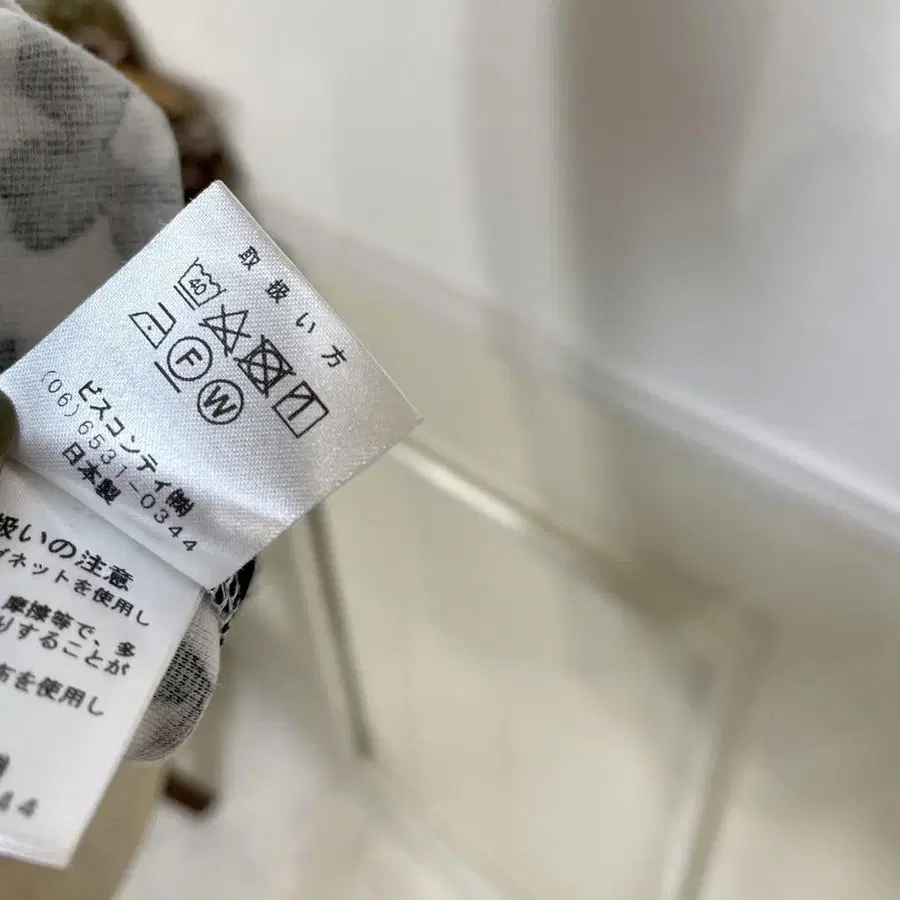 取扱い方
40
F
W
ビスコンティ㈱
(06)6531-0344
日本製
扱いの注意
グネットを使用し
摩擦等で、多
りすることが
布を使用し
44